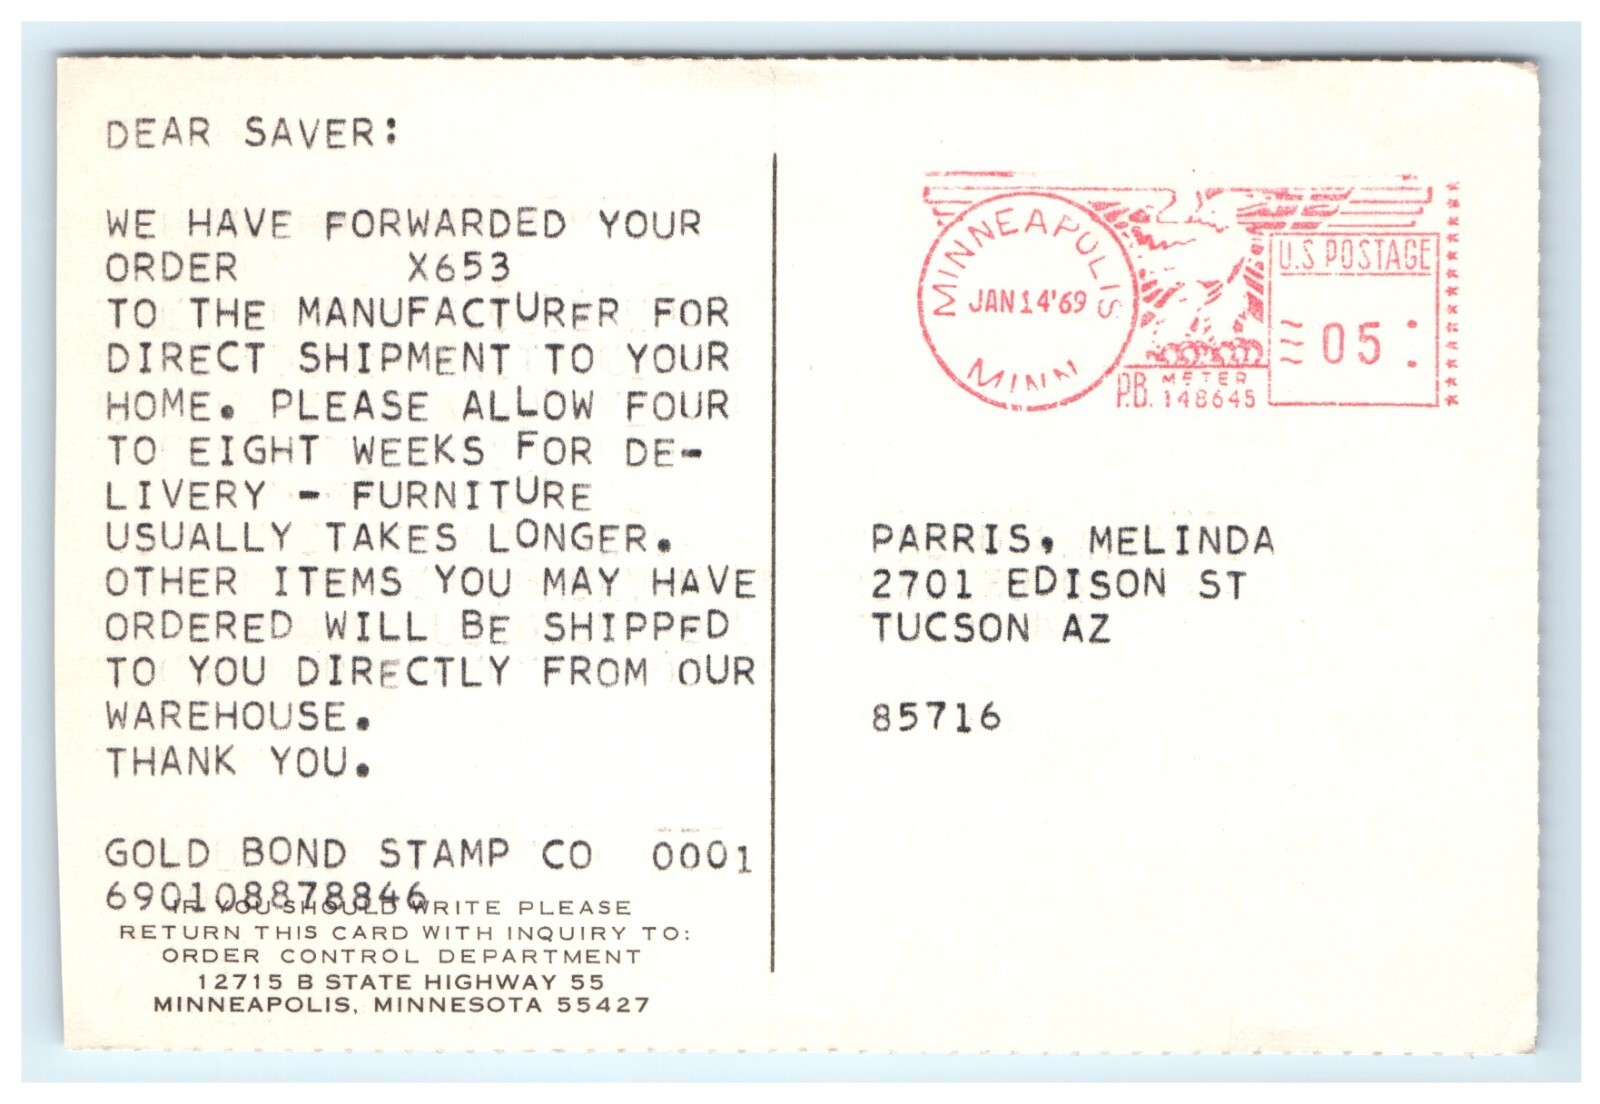 DEAR SAVER:
WE HAVE FORWARDED YOUR
ORDER X653
TO THE MANUFACTURER FOR
DIRECT SHIPMENT TO YOUR
HOME. PLEASE ALLOW FOUR
TO EIGHT WEEKS FOR DE-
LIVERY - FURNITURE
USUALLY TAKES LONGER.
OTHER ITEMS YOU MAY HAVE
ORDERED WILL BE SHIPPED
TO YOU DIRECTLY FROM OUR
WAREHOUSE.
THANK YOU.
GOLD BOND STAMP CO 0001
690108878846
IF YOU SHOULD WRITE PLEASE
RETURN THIS CARD WITH INQUIRY TO:
ORDER CONTROL DEPARTMENT
12715 B STATE HIGHWAY 55
MINNEAPOLIS, MINNESOTA 55427
MINNEAPOLIS
JAN 14 '69
MINN
P.B. METER
148645
U.S. POSTAGE
05
PARRIS, MELINDA
2701 EDISON ST
TUCSON AZ
85716